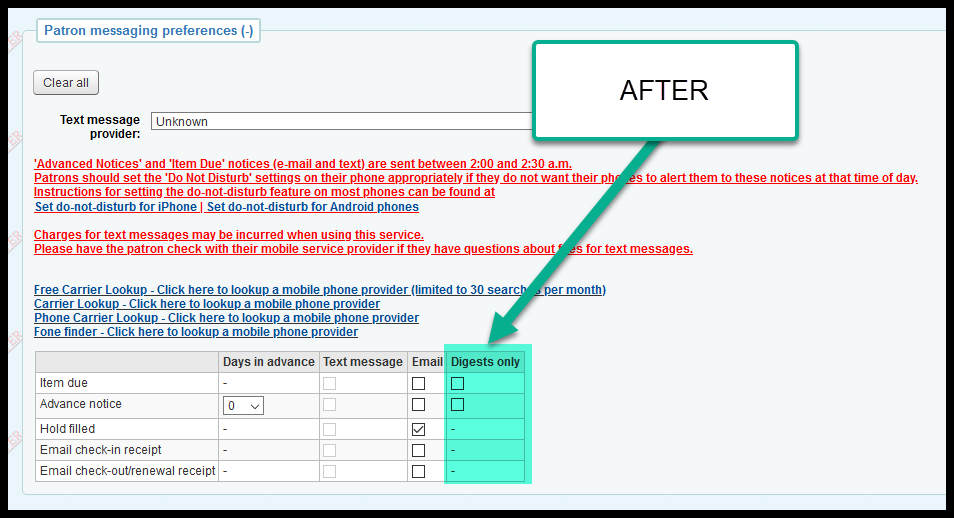 Patron messaging preferences (-)
AFTER
Clear all
Text message
provider:
Unknown
'Advanced Notices' and 'Item Due' notices (e-mail and text) are sent between 2:00 and 2:30 a.m.
Patrons should set the 'Do Not Disturb' settings on their phone appropriately if they do not want their phones to alert them to these notices at that time of day.
Instructions for setting the do-not-disturb feature on most phones can be found at
Set do-not-disturb for iPhone | Set do-not-disturb for Android phones
Charges for text messages may be incurred when using this service.
Please have the patron check with their mobile service provider if they have questions about fees for text messages.
Free Carrier Lookup - Click here to lookup a mobile phone provider (limited to 30 searches per month)
Carrier Lookup - Click here to lookup a mobile phone provider
Phone Carrier Lookup - Click here to lookup a mobile phone provider
Fone finder - Click here to lookup a mobile phone provider
Days in advance Text message Email Digests only
Item due -
Advance notice 0
Hold filled - -
Email check-in receipt - -
Email check-out/renewal receipt - -